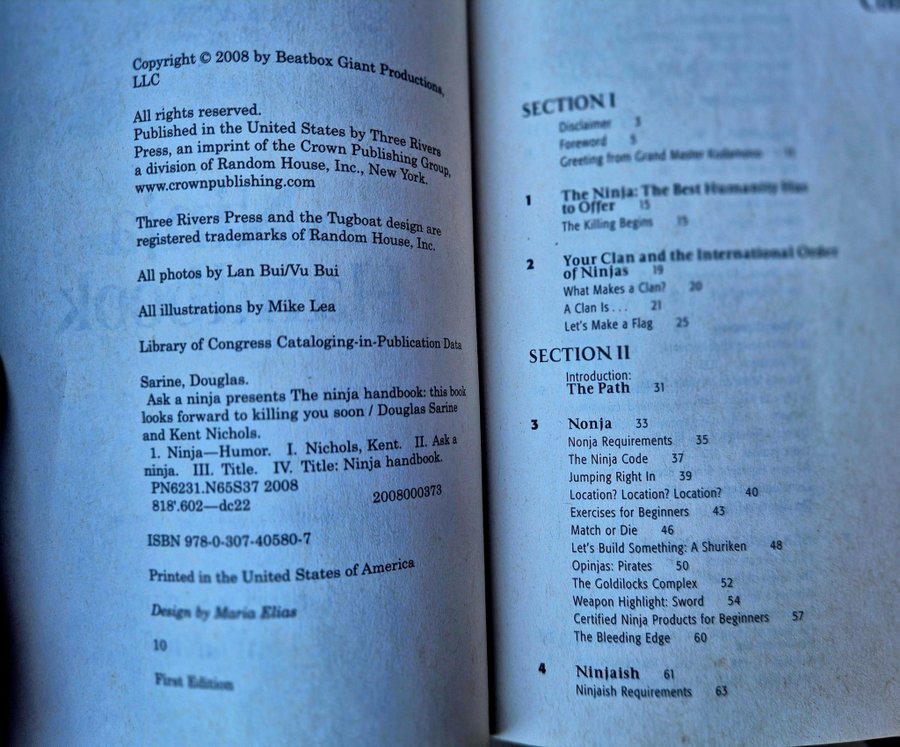 Copyright © 2008 by Beatbox Giant Productions,
LLC
All rights reserved.
Published in the United States by Three Rivers
Press, an imprint of the Crown Publishing Group,
a division of Random House, Inc., New York.
www.crownpublishing.com
Three Rivers Press and the Tugboat design are
registered trademarks of Random House, Inc.
All photos by Lan Bui/Vu Bui
All illustrations by Mike Lea
Library of Congress Cataloging-in-Publication Data
Sarine, Douglas.
Ask a ninja presents The ninja handbook: this book
looks forward to killing you soon / Douglas Sarine
and Kent Nichols.
1. Ninja—Humor. I. Nichols, Kent. II. Ask a
ninja. III. Title. IV. Title: Ninja handbook.
PN6231.N65S37 2008
818'.602—dc22 2008000373
ISBN 978-0-307-40580-7
Printed in the United States of America
Design by Maria Elias
10
First Edition
SECTION I
Disclaimer 3
Foreword 5
Greeting from Grand Master
1 The Ninja: The Best Humanity Has
to Offer 15
The Killing Begins 15
2 Your Clan and the International Order
of Ninjas 19
What Makes a Clan? 20
A Clan Is . . . 21
Let's Make a Flag 25
SECTION II
Introduction:
The Path 31
3 Nonja 33
Nonja Requirements 35
The Ninja Code 37
Jumping Right In 39
Location? Location? Location? 40
Exercises for Beginners 43
Match or Die 46
Let's Build Something: A Shuriken 48
Opinjas: Pirates 50
The Goldilocks Complex 52
Weapon Highlight: Sword 54
Certified Ninja Products for Beginners 57
The Bleeding Edge 60
4 Ninjaish 61
Ninjaish Requirements 63